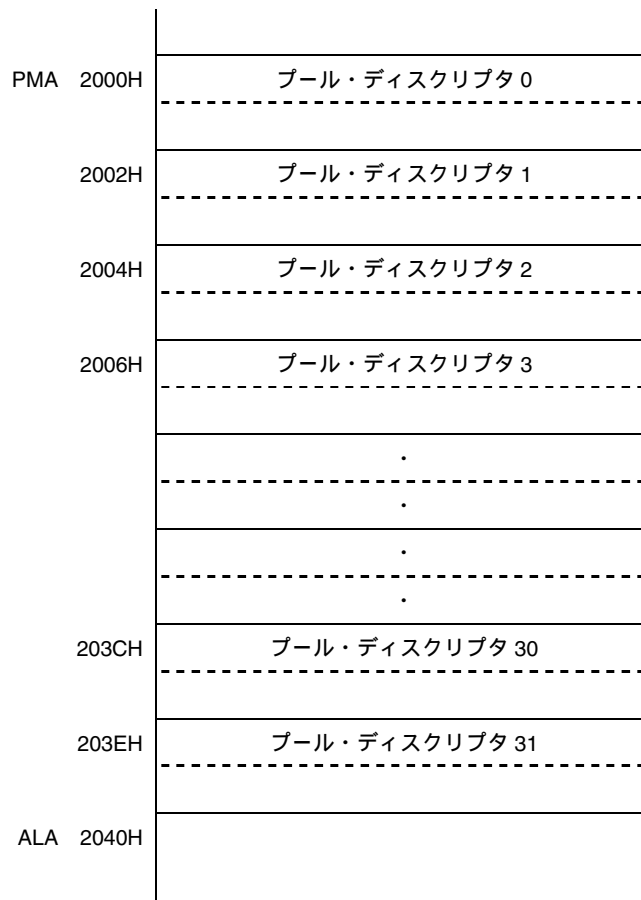 PMA 2000H プール・ディスクリプタ 0
2002H プール・ディスクリプタ 1
2004H プール・ディスクリプタ 2
2006H プール・ディスクリプタ 3
・
・
・
・
203CH プール・ディスクリプタ 30
203EH プール・ディスクリプタ 31
ALA 2040H